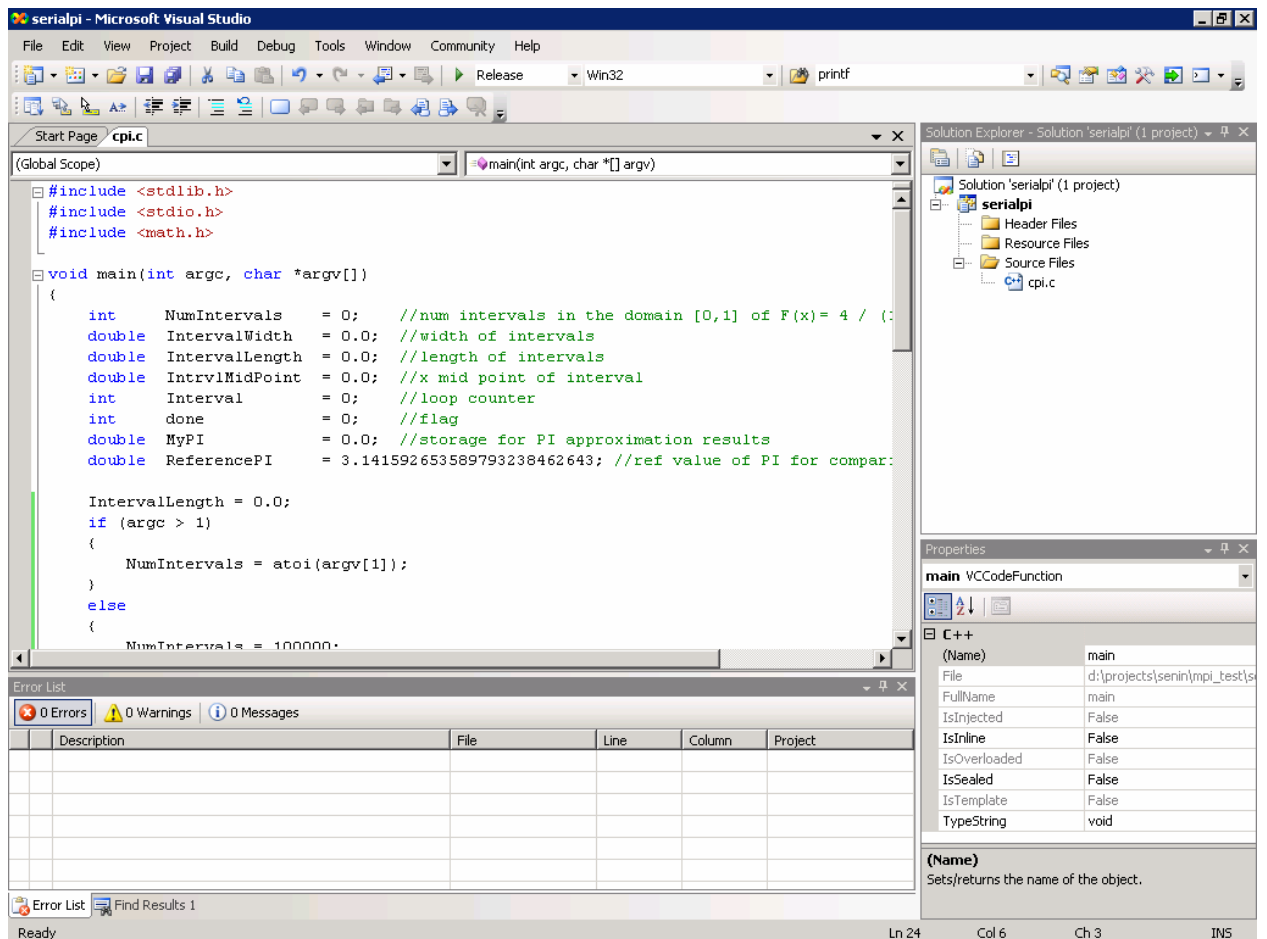 serialpi - Microsoft Visual Studio
File Edit View Project Build Debug Tools Window Community Help
Release Win32 printf
Start Page cpi.c
(Global Scope) main(int argc, char *[] argv)
#include <stdlib.h>
#include <stdio.h>
#include <math.h>
void main(int argc, char *argv[])
{
int NumIntervals = 0; //num intervals in the domain [0,1] of F(x)= 4 / (
double IntervalWidth = 0.0; //width of intervals
double IntervalLength = 0.0; //length of intervals
double IntrvlMidPoint = 0.0; //x mid point of interval
int Interval = 0; //loop counter
int done = 0; //flag
double MyPI = 0.0; //storage for PI approximation results
double ReferencePI = 3.141592653589793238462643; //ref value of PI for compar
IntervalLength = 0.0;
if (argc > 1)
{
NumIntervals = atoi(argv[1]);
}
else
{
NumIntervals = 100000;
Solution Explorer - Solution 'serialpi' (1 project)
Solution 'serialpi' (1 project)
serialpi
Header Files
Resource Files
Source Files
cpi.c
Properties
main VCCodeFunction
C++
(Name) main
File d:\projects\senin\mpi_test\s
FullName main
IsInjected False
IsInline False
IsOverloaded False
IsSealed False
IsTemplate False
TypeString void
(Name)
Sets/returns the name of the object.
Error List
0 Errors 0 Warnings 0 Messages
Description File Line Column Project
Error List Find Results 1
Ready Ln 24 Col 6 Ch 3 INS